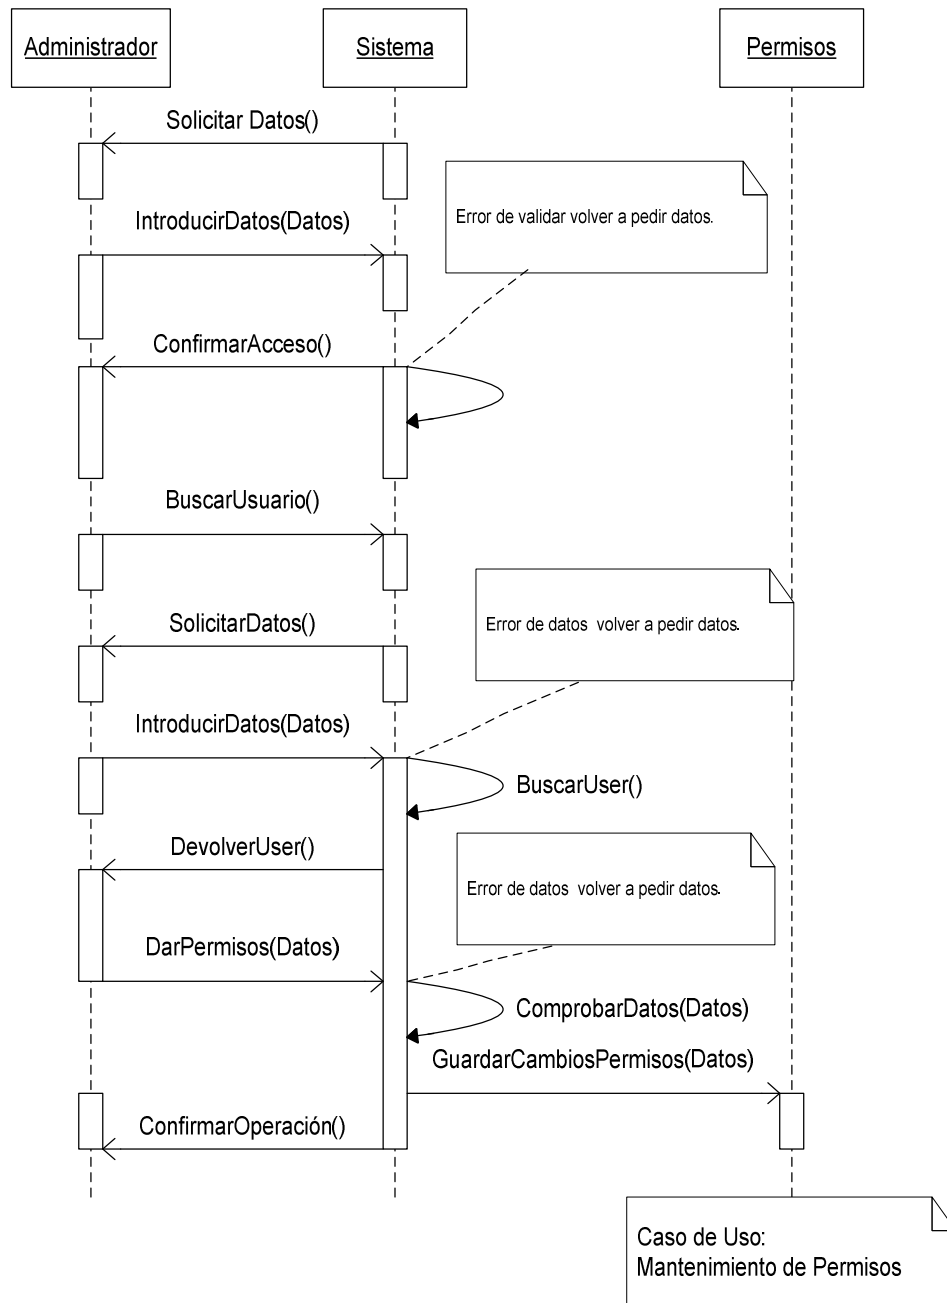 Administrador
Sistema
Permisos
Solicitar Datos()
Error de validar volver a pedir datos.
IntroducirDatos(Datos)
ConfirmarAcceso()
BuscarUsuario()
Error de datos  volver a pedir datos.
SolicitarDatos()
IntroducirDatos(Datos)
BuscarUser()
DevolverUser()
Error de datos  volver a pedir datos.
DarPermisos(Datos)
ComprobarDatos(Datos)
GuardarCambiosPermisos(Datos)
ConfirmarOperación()
Caso de Uso:
Mantenimiento de Permisos